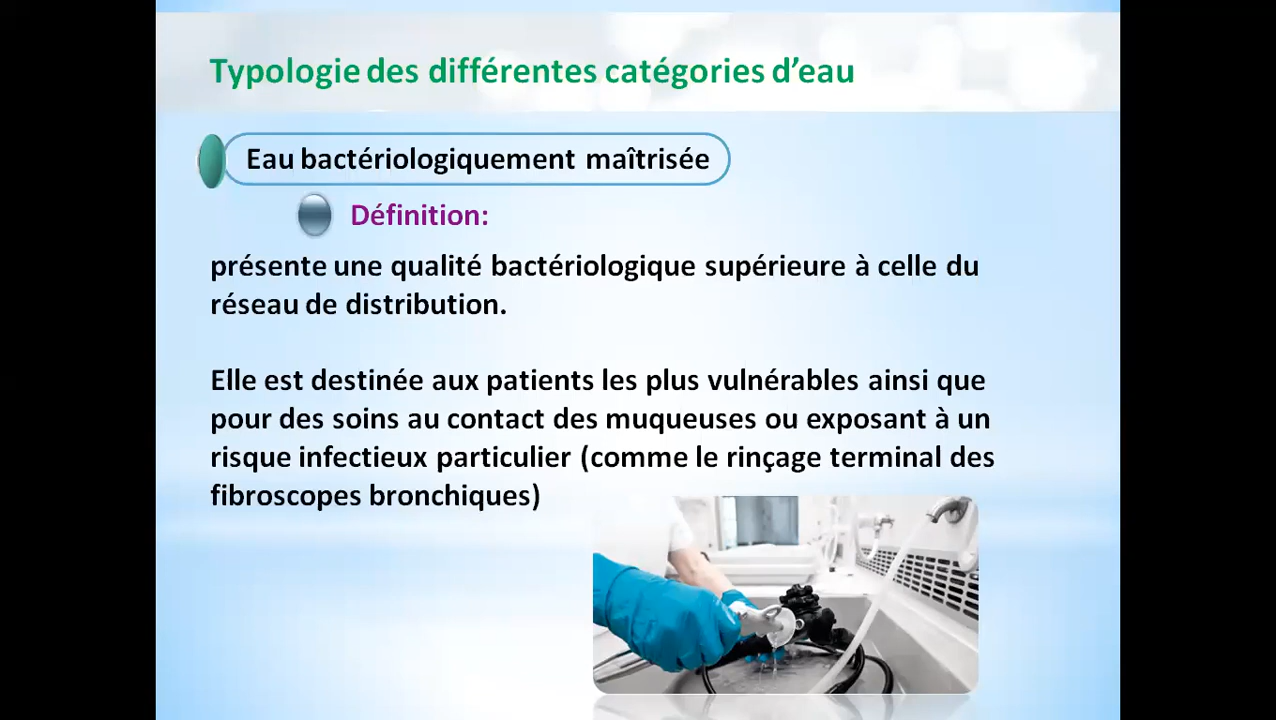 Typologie des différentes catégories d’eau
Eau bactériologiquement maîtrisée
Définition:
présente une qualité bactériologique supérieure à celle du
réseau de distribution.
Elle est destinée aux patients les plus vulnérables ainsi que
pour des soins au contact des muqueuses ou exposant à un
risque infectieux particulier (comme le rinçage terminal des
fibroscopes bronchiques)